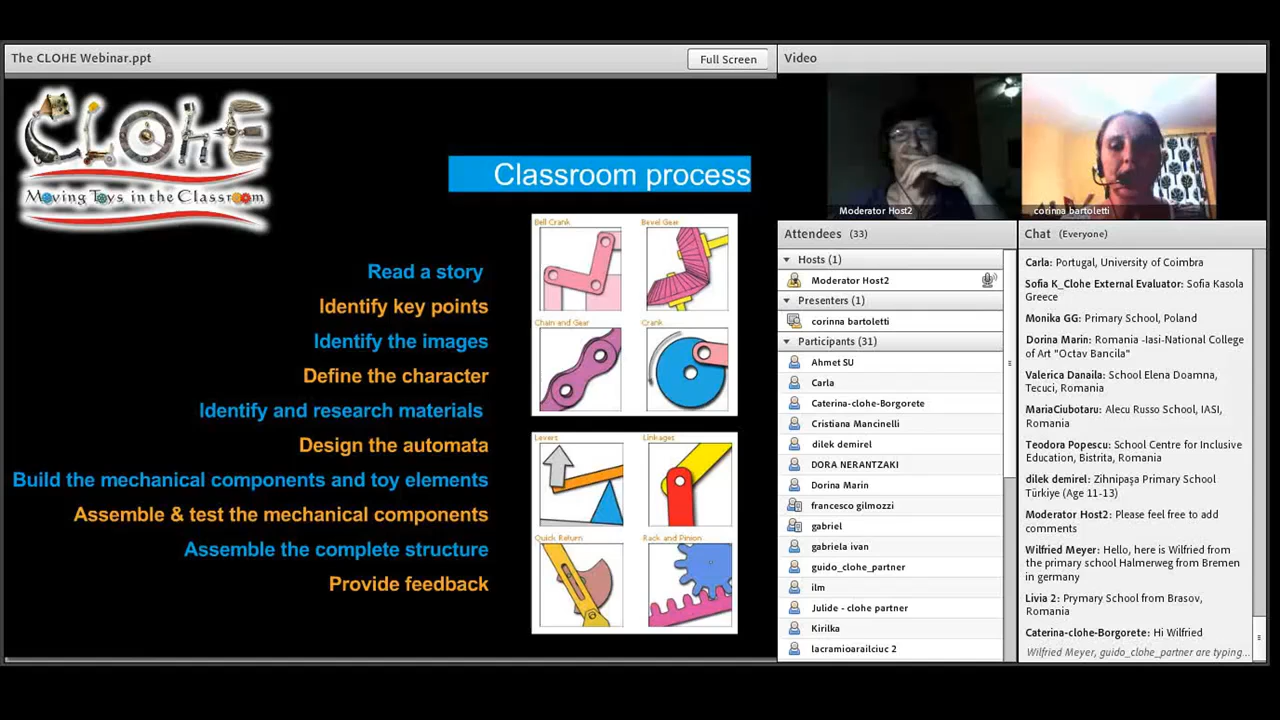 The CLOHE Webinar.ppt
Full Screen
CLOHE
Moving Toys in the Classroom
Classroom process
Read a story
Identify key points
Identify the images
Define the character
Identify and research materials
Design the automata
Build the mechanical components and toy elements
Assemble & test the mechanical components
Assemble the complete structure
Provide feedback
Bell Crank
Bevel Gear
Chain and Gear
Crank
Levers
Linkages
Quick Return
Rack and Pinion
Video
Moderator Host2
corinna bartoletti
Attendees (33)
Hosts (1)
Moderator Host2
Presenters (1)
corinna bartoletti
Participants (31)
Ahmet SU
Carla
Caterina-clohe-Borgorete
Cristiana Mancinelli
dilek demirel
DORA NERANTZAKI
Dorina Marin
francesco gilmozzi
gabriel
gabriela ivan
guido_clohe_partner
ilm
Julide - clohe partner
Kirilka
lacramioarailciuc 2
Chat (Everyone)
Carla: Portugal, University of Coimbra
Sofia K_Clohe External Evaluator: Sofia Kasola
Greece
Monika GG: Primary School, Poland
Dorina Marin: Romania -Iasi-National College
of Art "Octav Bancila"
Valerica Danaila: School Elena Doamna,
Tecuci, Romania
MariaCiubotaru: Alecu Russo School, IASI,
Romania
Teodora Popescu: School Centre for Inclusive
Education, Bistrita, Romania
dilek demirel: Zihnipaşa Primary School
Türkiye (Age 11-13)
Moderator Host2: Please feel free to add
comments
Wilfried Meyer: Hello, here is Wilfried from
the primary school Halmerweg from Bremen
in germany
Livia 2: Prymary School from Brasov,
Romania
Caterina-clohe-Borgorete: Hi Wilfried
Wilfried Meyer, guido_clohe_partner are typing...